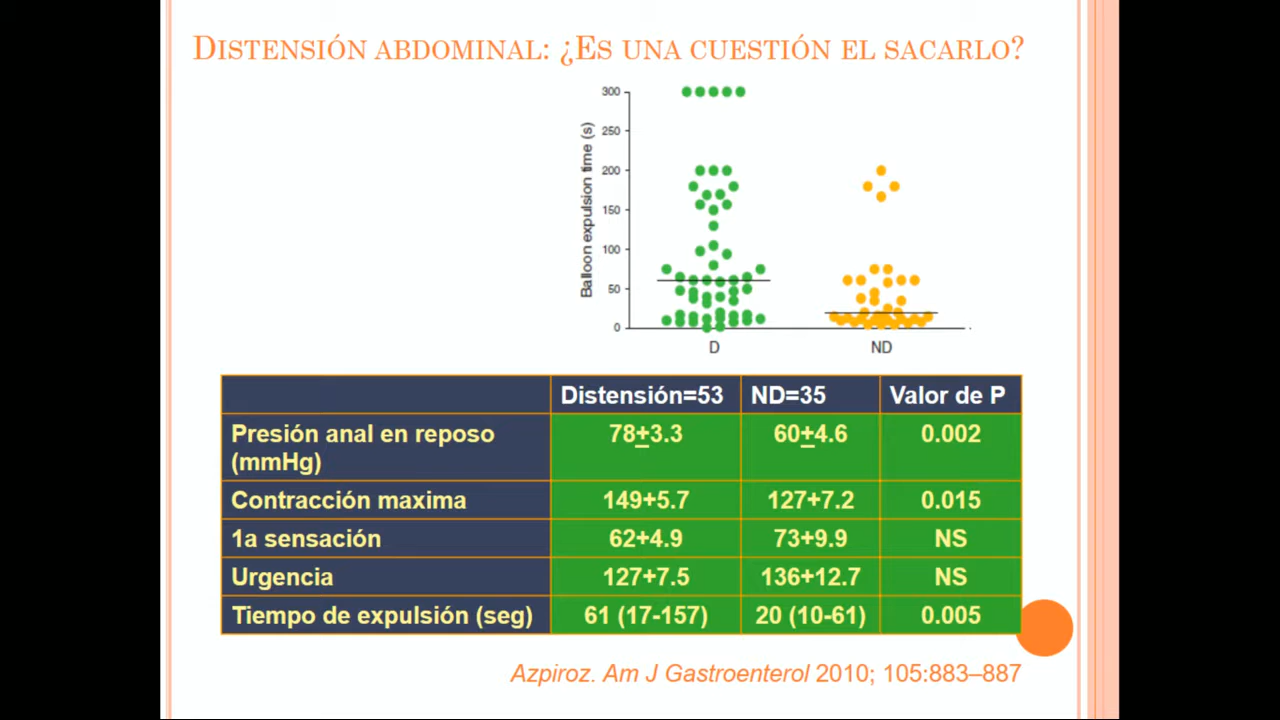 DISTENSIÓN ABDOMINAL: ¿ES UNA CUESTIÓN EL SACARLO?
Balloon expulsion time (s)
300
250
200
150
100
50
0
D ND
Distensión=53 ND=35 Valor de P
Presión anal en reposo (mmHg) 78±3.3 60±4.6 0.002
Contracción maxima 149+5.7 127+7.2 0.015
1a sensación 62+4.9 73+9.9 NS
Urgencia 127+7.5 136+12.7 NS
Tiempo de expulsión (seg) 61 (17-157) 20 (10-61) 0.005
Azpiroz. Am J Gastroenterol 2010; 105:883–887